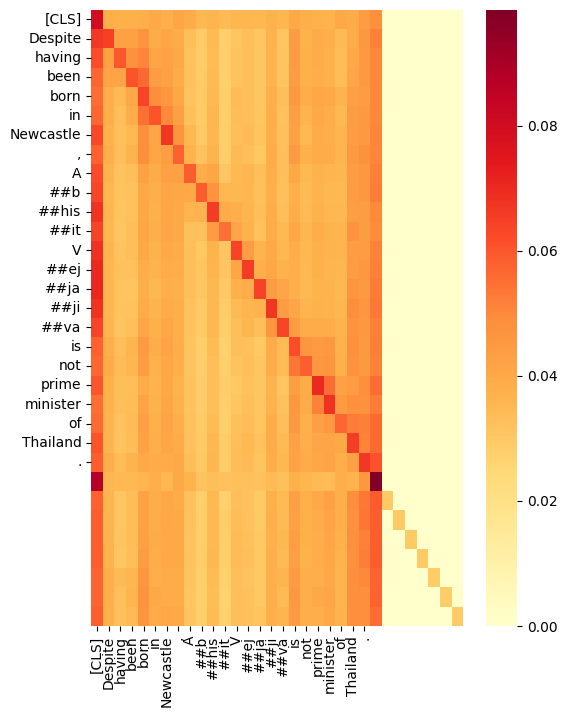 [CLS]
Despite
having
been
born
in
Newcastle
,
A
##b
##his
##it
V
##ej
##ja
##ji
##va
is
not
prime
minister
of
Thailand
.
0.08
0.06
0.04
0.02
0.00
[CLS]
Despite
having
been
born
in
Newcastle
,
A
##b
##his
##it
V
##ej
##ja
##ji
##va
is
not
prime
minister
of
Thailand
.